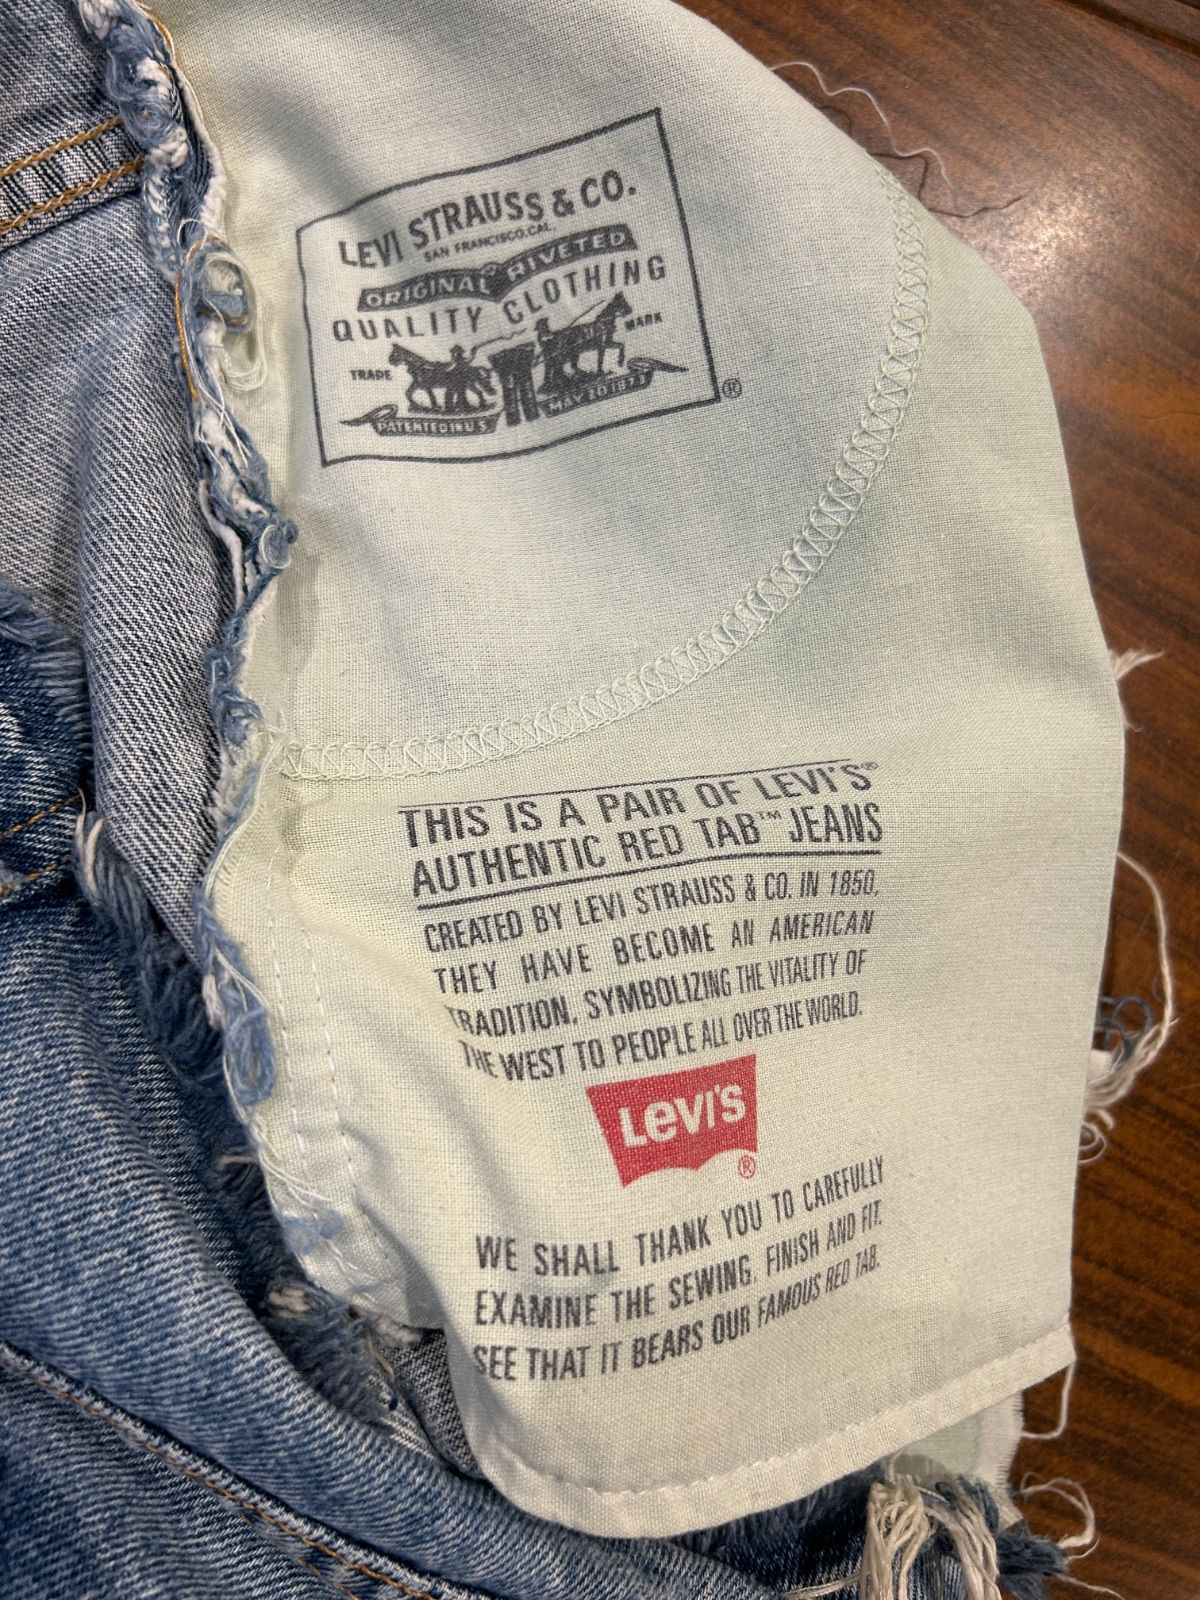 LEVI STRAUSS & CO.
SAN FRANCISCO, CAL.
ORIGINAL RIVETED
QUALITY CLOTHING
TRADE MARK
PATENTED IN U S MAY 20 1873
®
THIS IS A PAIR OF LEVI'S®
AUTHENTIC RED TAB™ JEANS
CREATED BY LEVI STRAUSS & CO. IN 1850,
THEY HAVE BECOME AN AMERICAN
TRADITION, SYMBOLIZING THE VITALITY OF
THE WEST TO PEOPLE ALL OVER THE WORLD.
LEVI'S
®
WE SHALL THANK YOU TO CAREFULLY
EXAMINE THE SEWING, FINISH AND FIT.
SEE THAT IT BEARS OUR FAMOUS RED TAB.